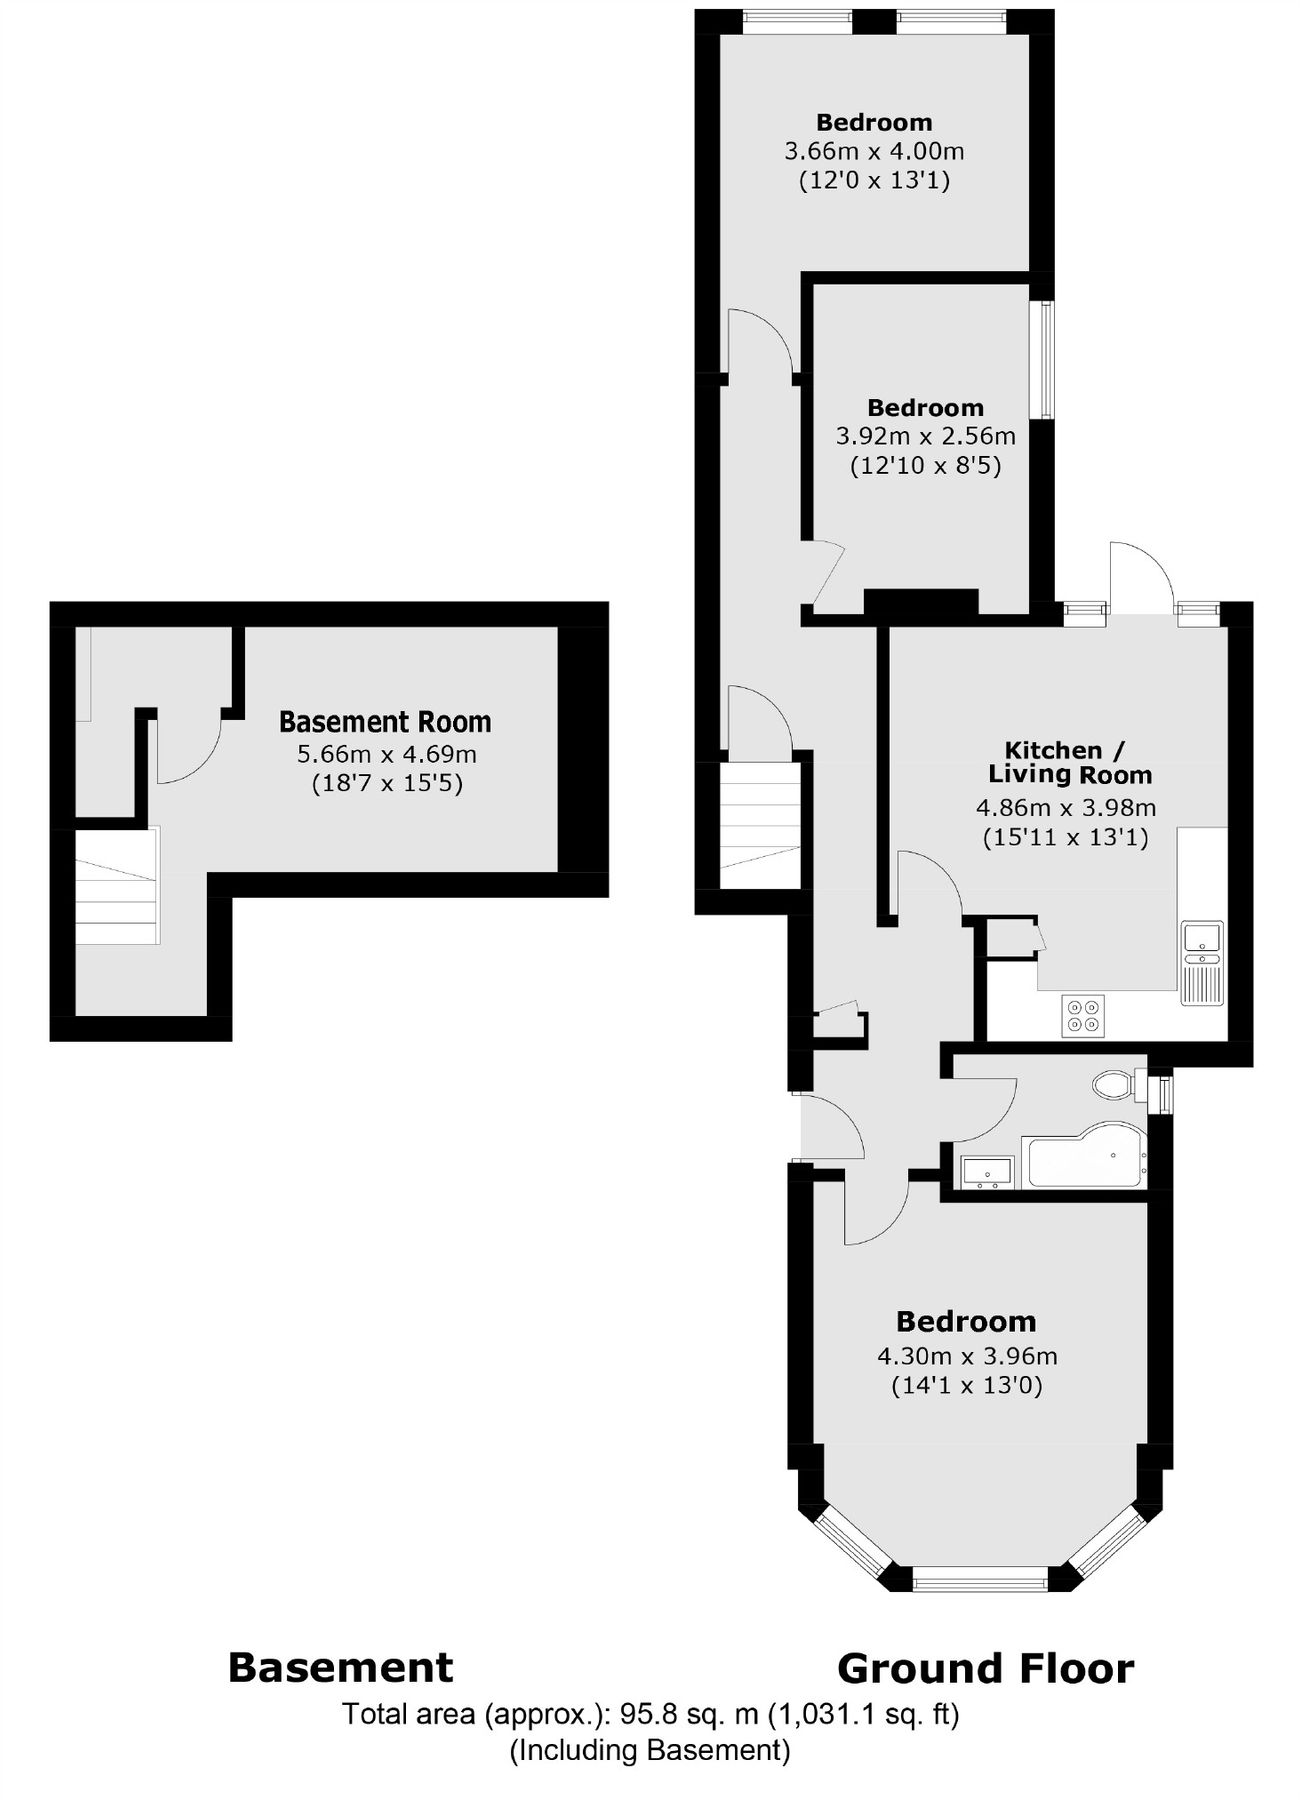 Bedroom
3.66m x 4.00m
(12'0 x 13'1)
Bedroom
3.92m x 2.56m
(12'10 x 8'5)
Basement Room
5.66m x 4.69m
(18'7 x 15'5)
Kitchen /
Living Room
4.86m x 3.98m
(15'11 x 13'1)
Bedroom
4.30m x 3.96m
(14'1 x 13'0)
Basement
Ground Floor
Total area (approx.): 95.8 sq. m (1,031.1 sq. ft)
(Including Basement)